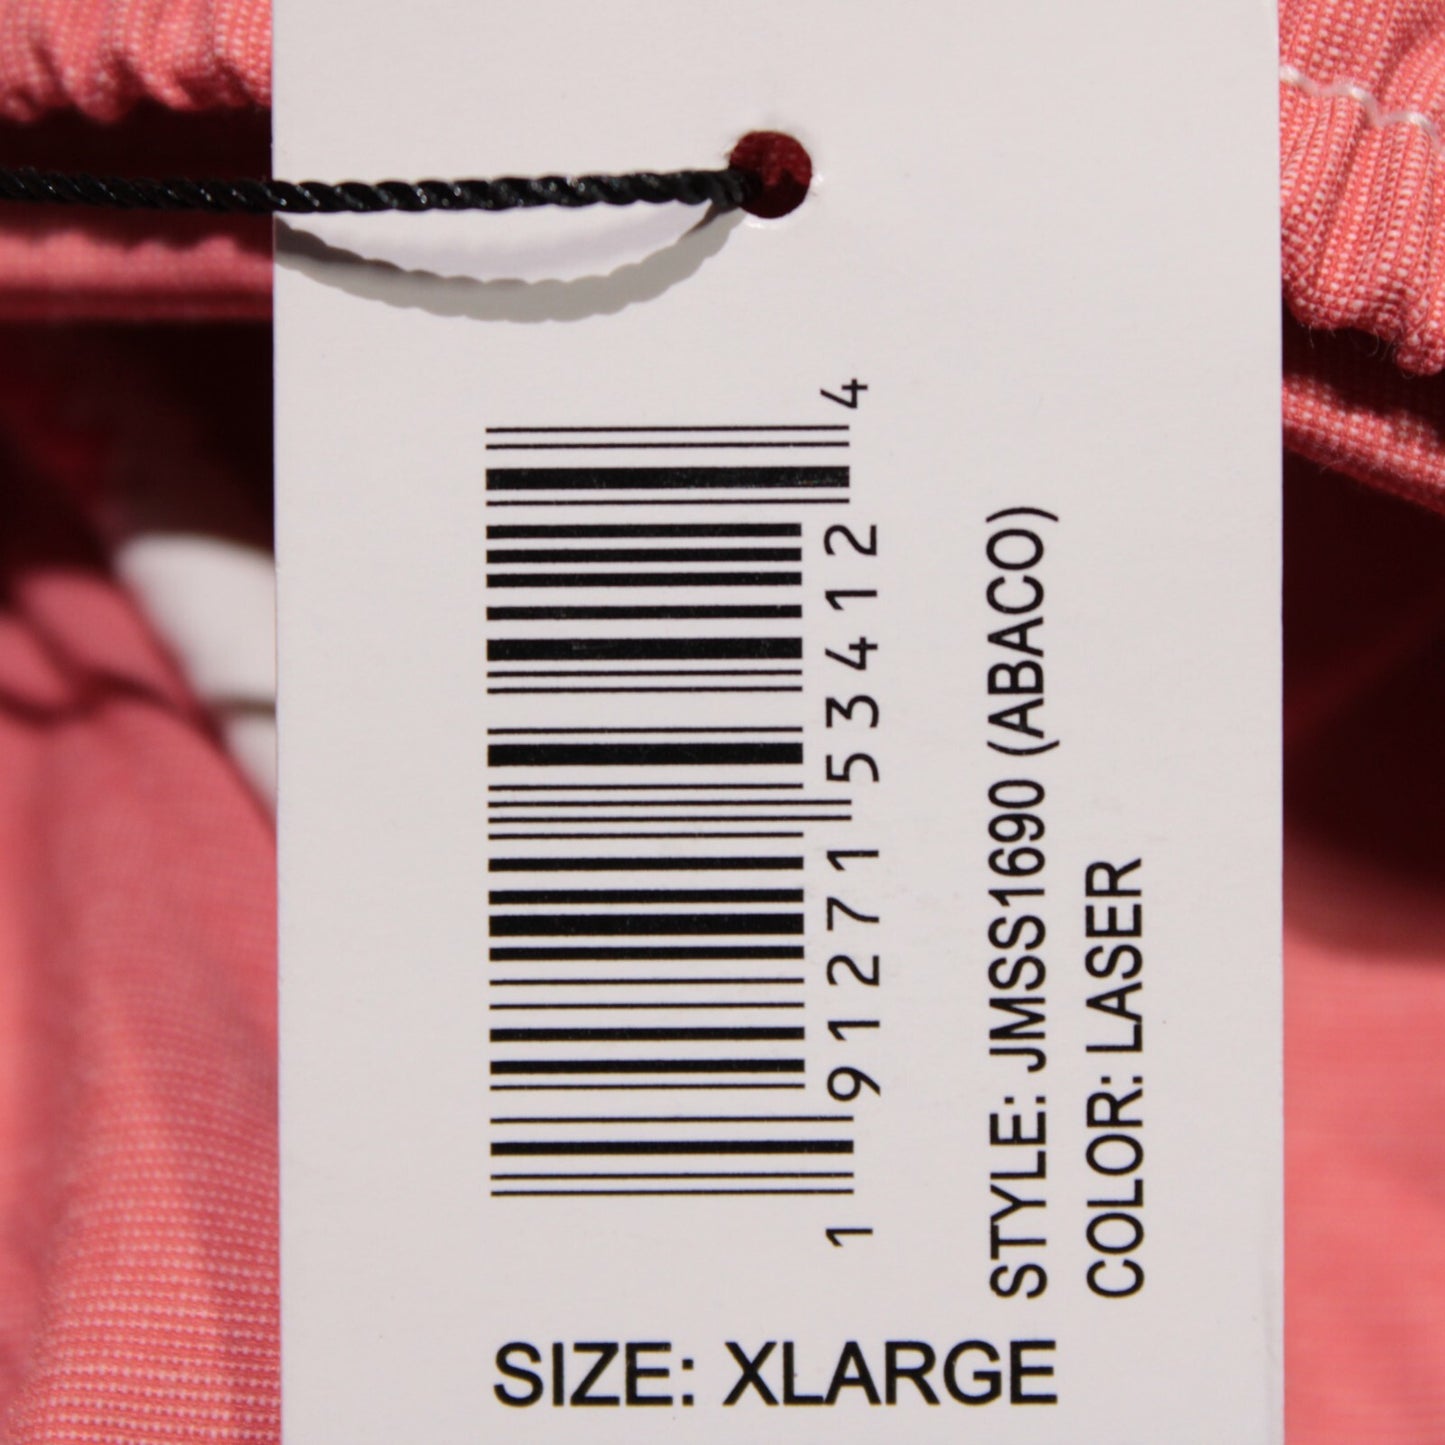 1 91271 53412 4
STYLE: JMSS1690 (ABACO)
COLOR: LASER
SIZE: XLARGE